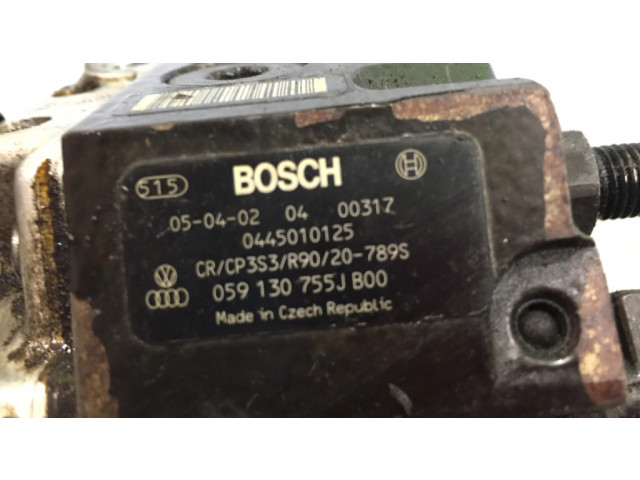 515 BOSCH
05-04-02 04 00317
0445010125
CR/CP3S3/R90/20-789S
059 130 755J B00
Made in Czech Republic